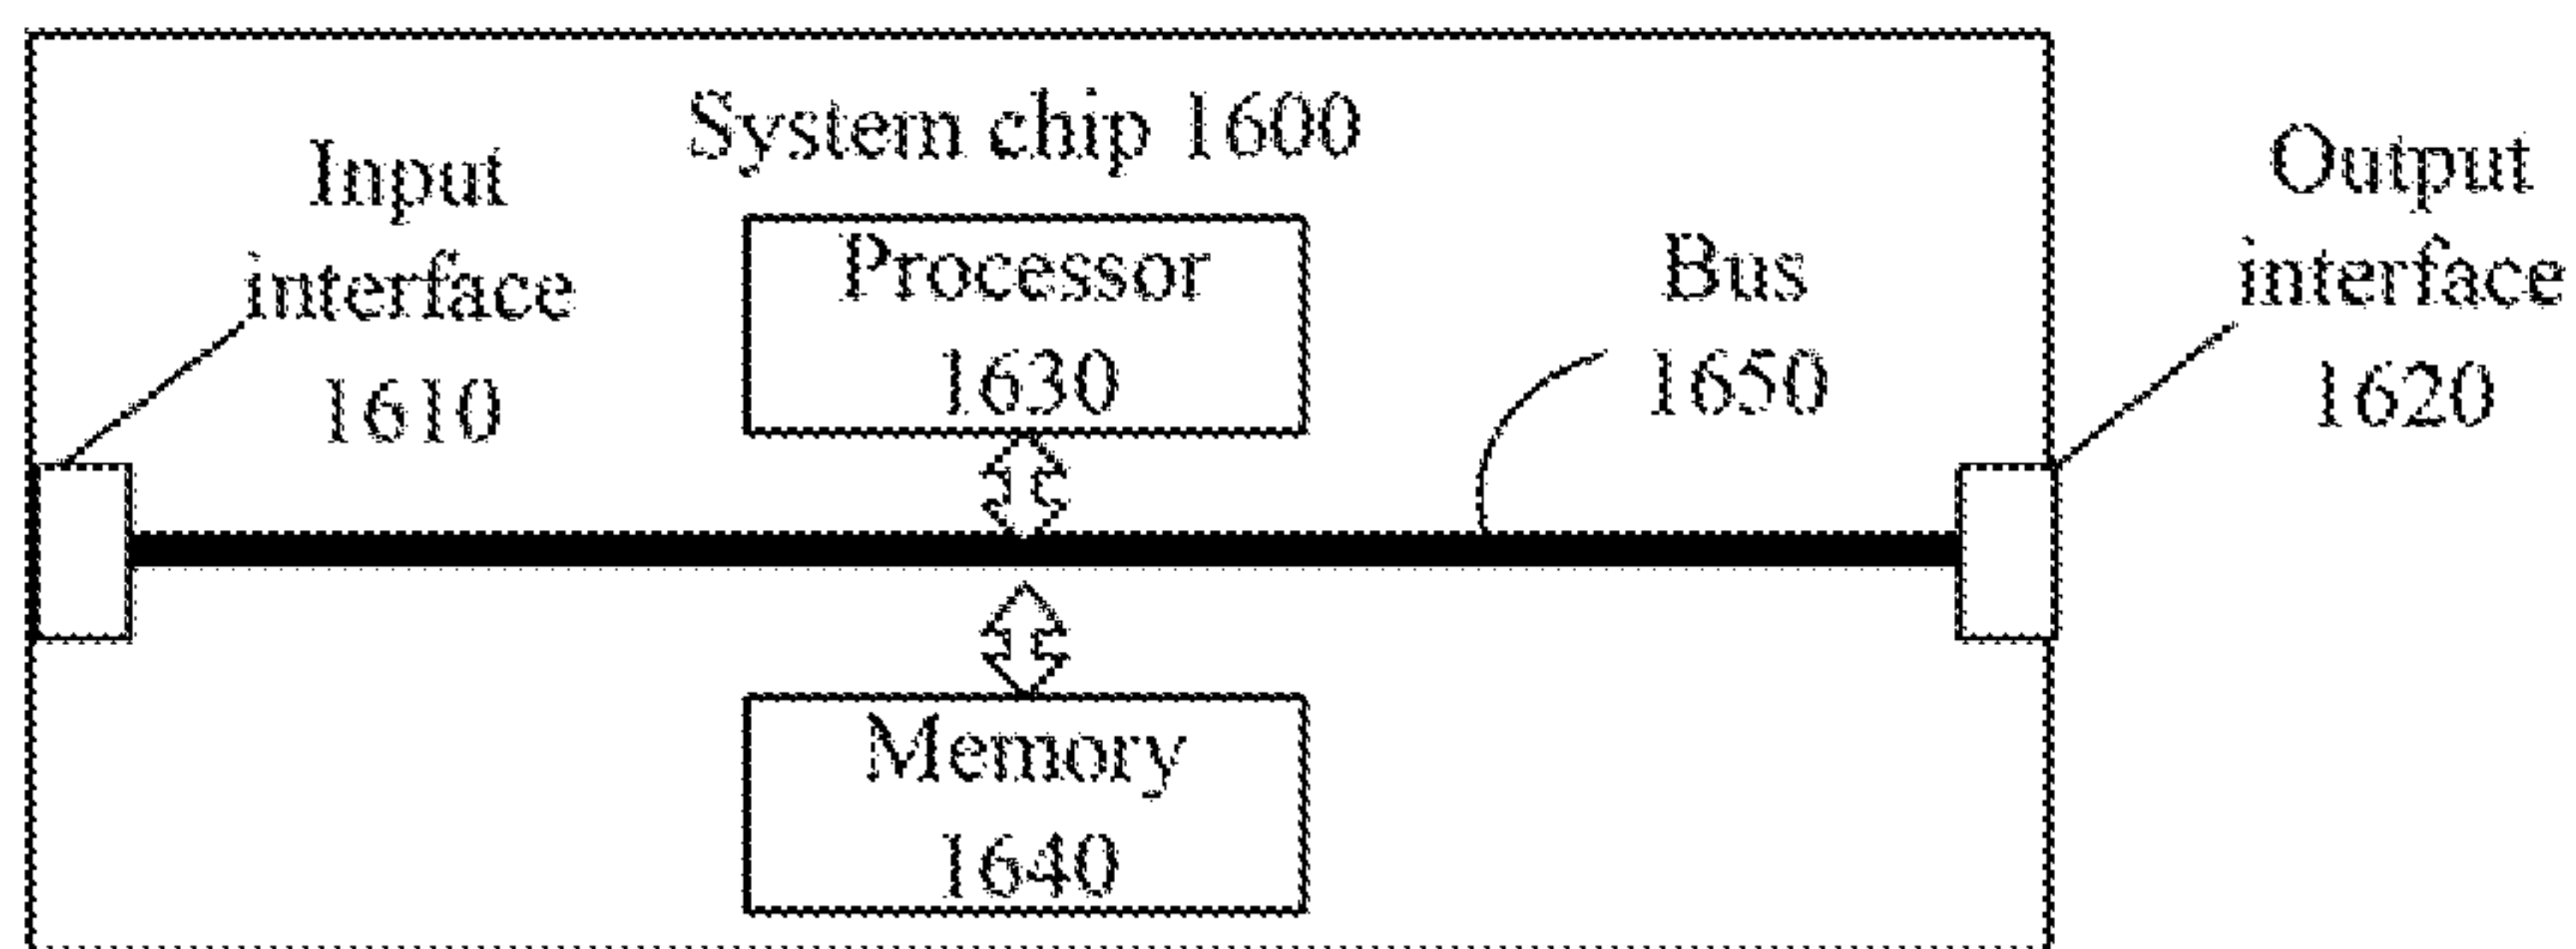 System chip 1600
Input
interface
1610
Processor
1630
Bus
1650
Output
interface
1620
Memory
1640